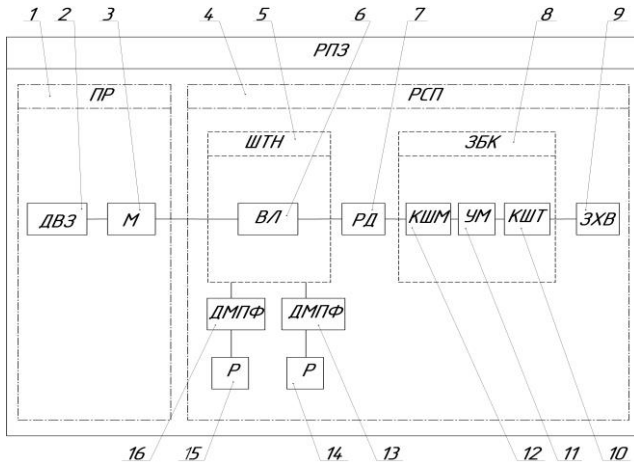 1 2 3 4 5 6 7 8 9
РПЗ
ПР РСП
ШТН ЗБК
ДВЗ М ВЛ РД КШМ УМ КШТ ЗХВ
ДМПФ ДМПФ
Р Р
16 15 14 13 12 11 10